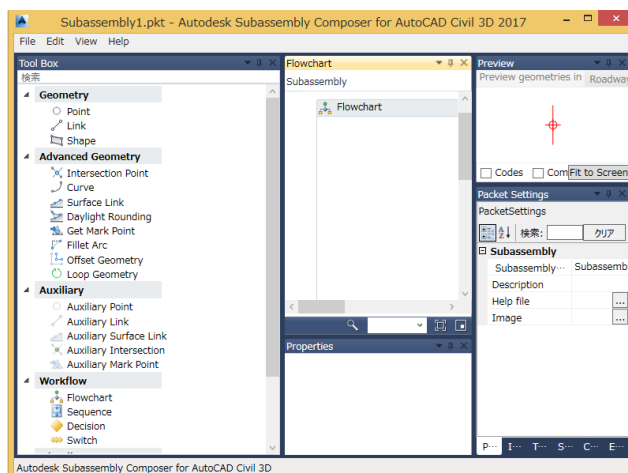 Subassembly1.pkt - Autodesk Subassembly Composer for AutoCAD Civil 3D 2017
File Edit View Help
Tool Box
検索
Geometry
Point
Link
Shape
Advanced Geometry
Intersection Point
Curve
Surface Link
Daylight Rounding
Get Mark Point
Fillet Arc
Offset Geometry
Loop Geometry
Auxiliary
Auxiliary Point
Auxiliary Link
Auxiliary Surface Link
Auxiliary Intersection
Auxiliary Mark Point
Workflow
Flowchart
Sequence
Decision
Switch
Flowchart
Subassembly
Flowchart
Properties
Preview
Preview geometries in Roadway
Codes Com Fit to Screen
Packet Settings
PacketSettings
検索: クリア
Subassembly
Subassembly… Subassemb
Description
Help file ...
Image ...
P… I… T… S… C… E…
Autodesk Subassembly Composer for AutoCAD Civil 3D